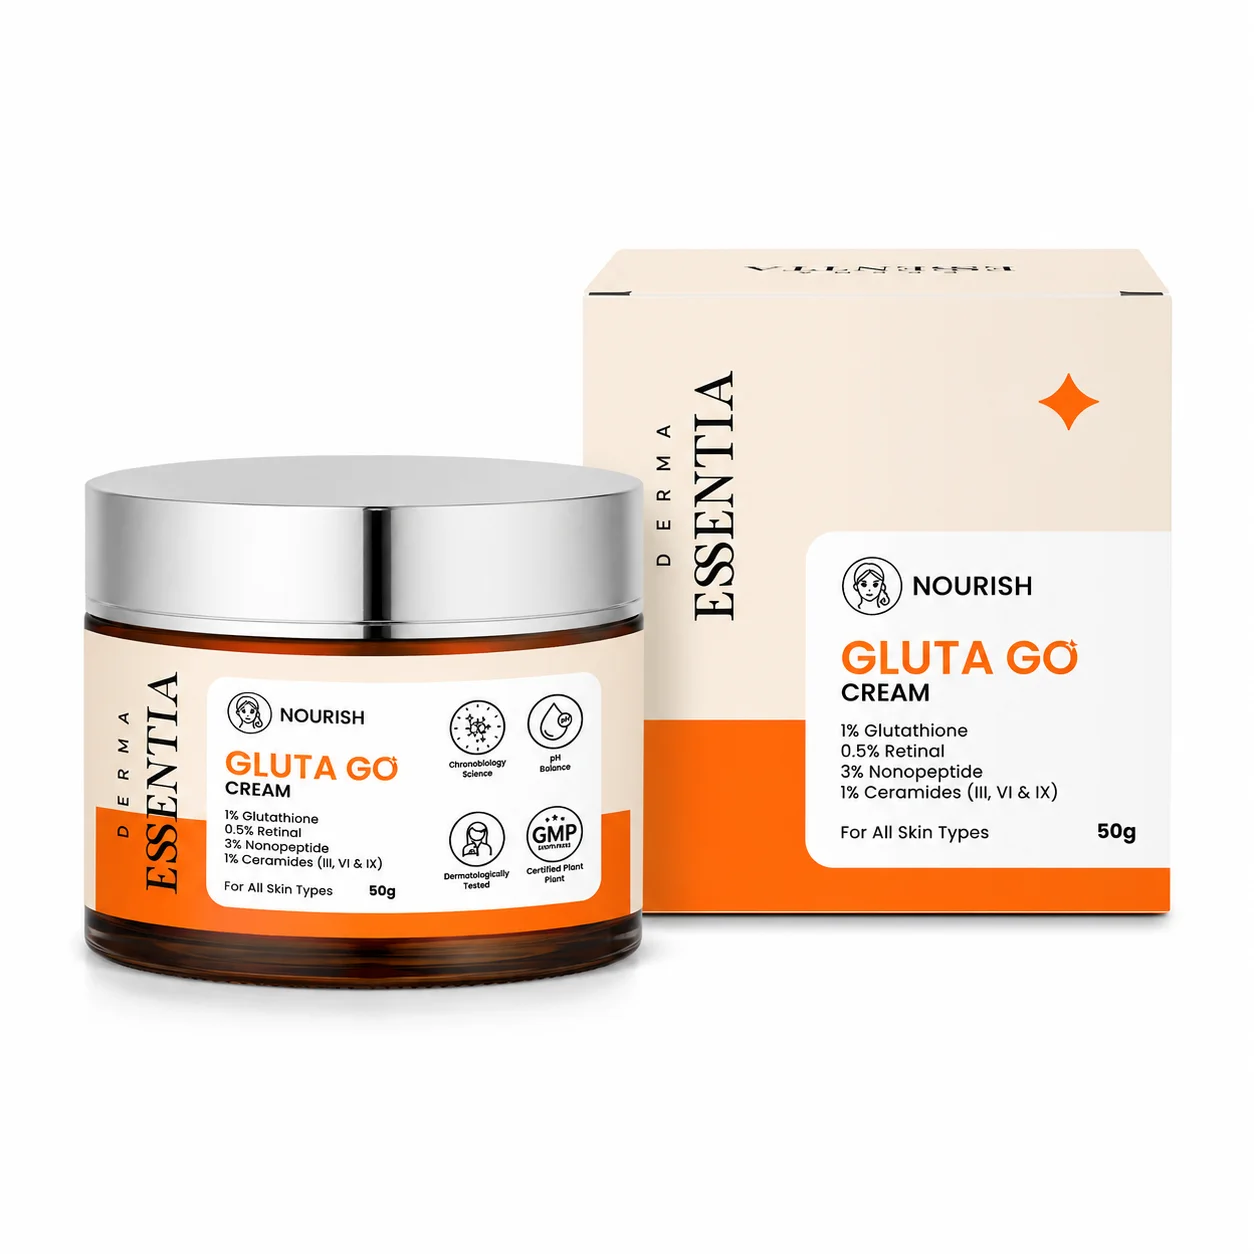 DERMA
ESSENTIA
NOURISH
GLUTA GO
CREAM
1% Glutathione
0.5% Retinal
3% Nonopeptide
1% Ceramides (III, VI & IX)
For All Skin Types
50g
Chronobiology
Science
pH
pH
Balance
Dermatologically
Tested
GMP
Certified Plant
Plant
ESSENTIA
DERMA
ESSENTIA
NOURISH
GLUTA GO
CREAM
1% Glutathione
0.5% Retinal
3% Nonopeptide
1% Ceramides (III, VI & IX)
For All Skin Types
50g